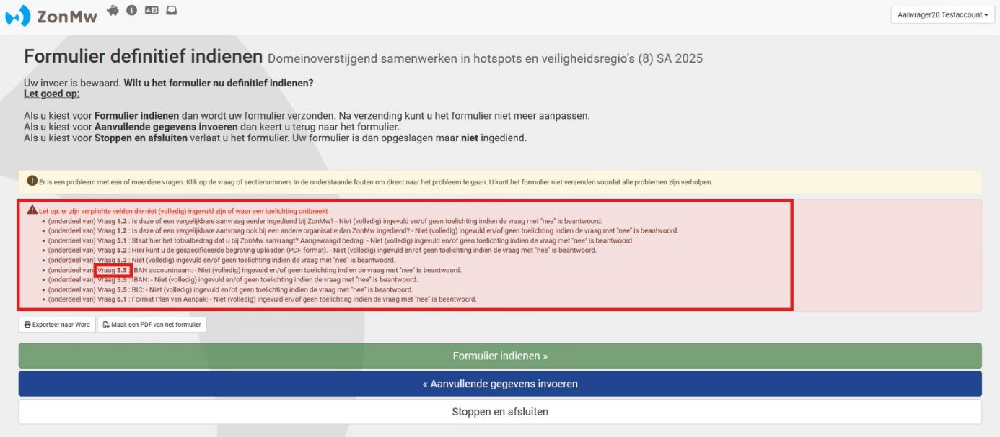 ZonMw
Aanvrager20 Testaccount
Formulier definitief indienen Domeinoverstijgend samenwerken in hotspots en veiligheidsregio's (8) SA 2025
Uw invoer is bewaard. Wilt u het formulier nu definitief indienen?
Let goed op:
Als u kiest voor Formulier indienen dan wordt uw formulier verzonden. Na verzending kunt u het formulier niet meer aanpassen.
Als u kiest voor Aanvullende gegevens invoeren dan keert u terug naar het formulier.
Als u kiest voor Stoppen en afsluiten verlaat u het formulier. Uw formulier is dan opgeslagen maar niet ingediend.
Er is een probleem met een of meerdere vragen. Klik op de vraag of sectienummers in de onderstaande fouten om direct naar het probleem te gaan. U kunt het formulier niet verzenden voordat alle problemen zijn verholpen.
Let op: er zijn verplichte velden die niet (volledig) ingevuld zijn of waar een toelichting ontbreekt
• (onderdeel van) Vraag 1.2 : Is deze of een vergelijkbare aanvraag eerder ingediend bij ZonMw? - Niet (volledig) ingevuld en/of geen toelichting indien de vraag met "nee" is beantwoord.
• (onderdeel van) Vraag 1.2 : Is deze of een vergelijkbare aanvraag ook bij een andere organisatie dan ZonMw ingediend? - Niet (volledig) ingevuld en/of geen toelichting indien de vraag met "nee" is beantwoord.
• (onderdeel van) Vraag 5.1 : Staat hier het totaalbedrag dat u bij ZonMw aanvraagt? Aangevraagd bedrag: - Niet (volledig) ingevuld en/of geen toelichting indien de vraag met "nee" is beantwoord.
• (onderdeel van) Vraag 5.2 : Hier kunt u de gespecificeerde begroting uploaden (PDF format). - Niet (volledig) ingevuld en/of geen toelichting indien de vraag met "nee" is beantwoord.
• (onderdeel van) Vraag 5.3 : Niet (volledig) ingevuld en/of geen toelichting indien de vraag met "nee" is beantwoord.
• (onderdeel van) Vraag 5.5 : IBAN accountnaam: - Niet (volledig) ingevuld en/of geen toelichting indien de vraag met "nee" is beantwoord.
• (onderdeel van) Vraag 5.5 : IBAN: - Niet (volledig) ingevuld en/of geen toelichting indien de vraag met "nee" is beantwoord.
• (onderdeel van) Vraag 5.5 : BIC: - Niet (volledig) ingevuld en/of geen toelichting indien de vraag met "nee" is beantwoord.
• (onderdeel van) Vraag 6.1 : Format Plan van Aanpak: - Niet (volledig) ingevuld en/of geen toelichting indien de vraag met "nee" is beantwoord.
Exporteer naar Word Maak een PDF van het formulier
Formulier indienen »
« Aanvullende gegevens invoeren
Stoppen en afsluiten